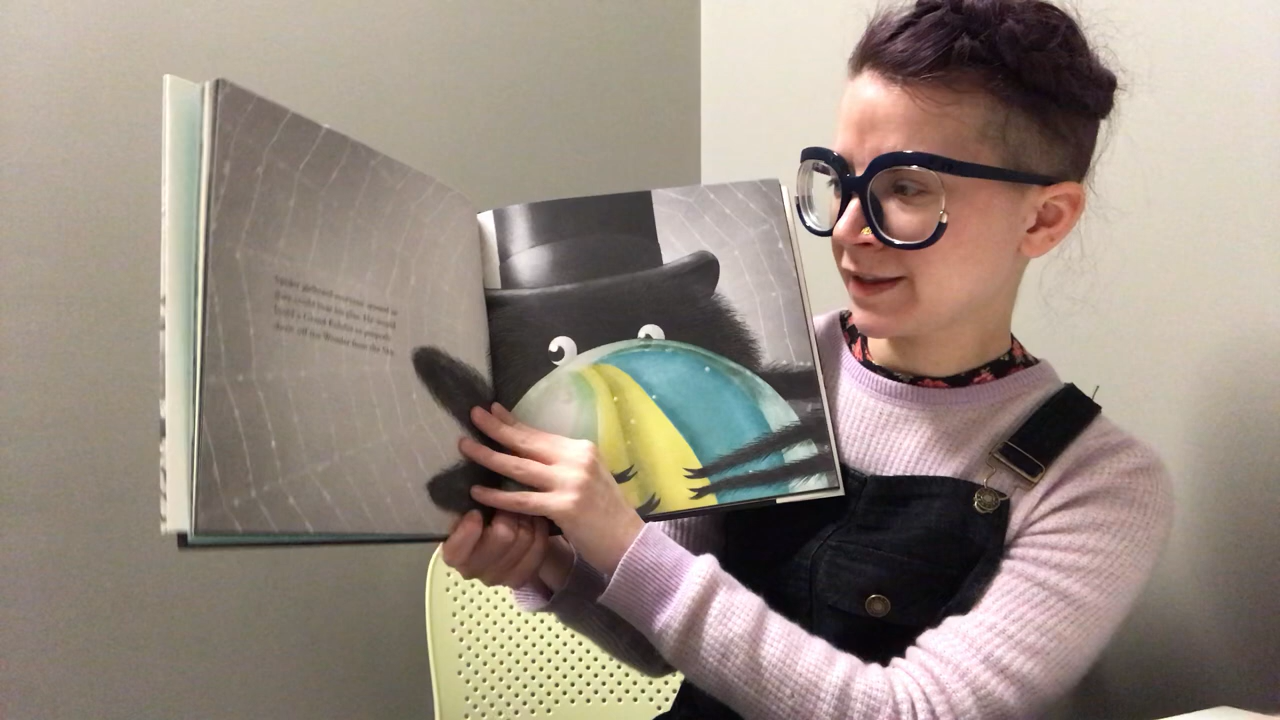 Spider gathered everyone around so
they could hear his plan. He would
build a Grand Exhibit to properly
show off the Wonder from the Sky.